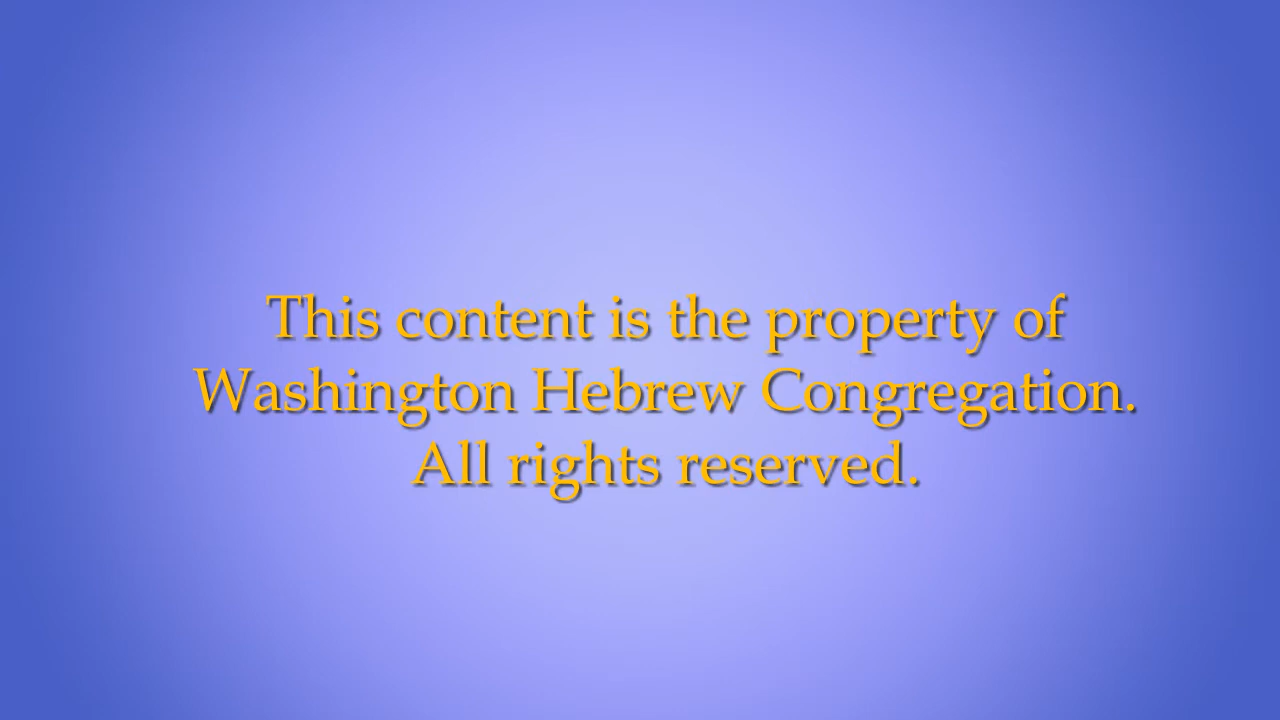 This content is the property of
Washington Hebrew Congregation.
All rights reserved.